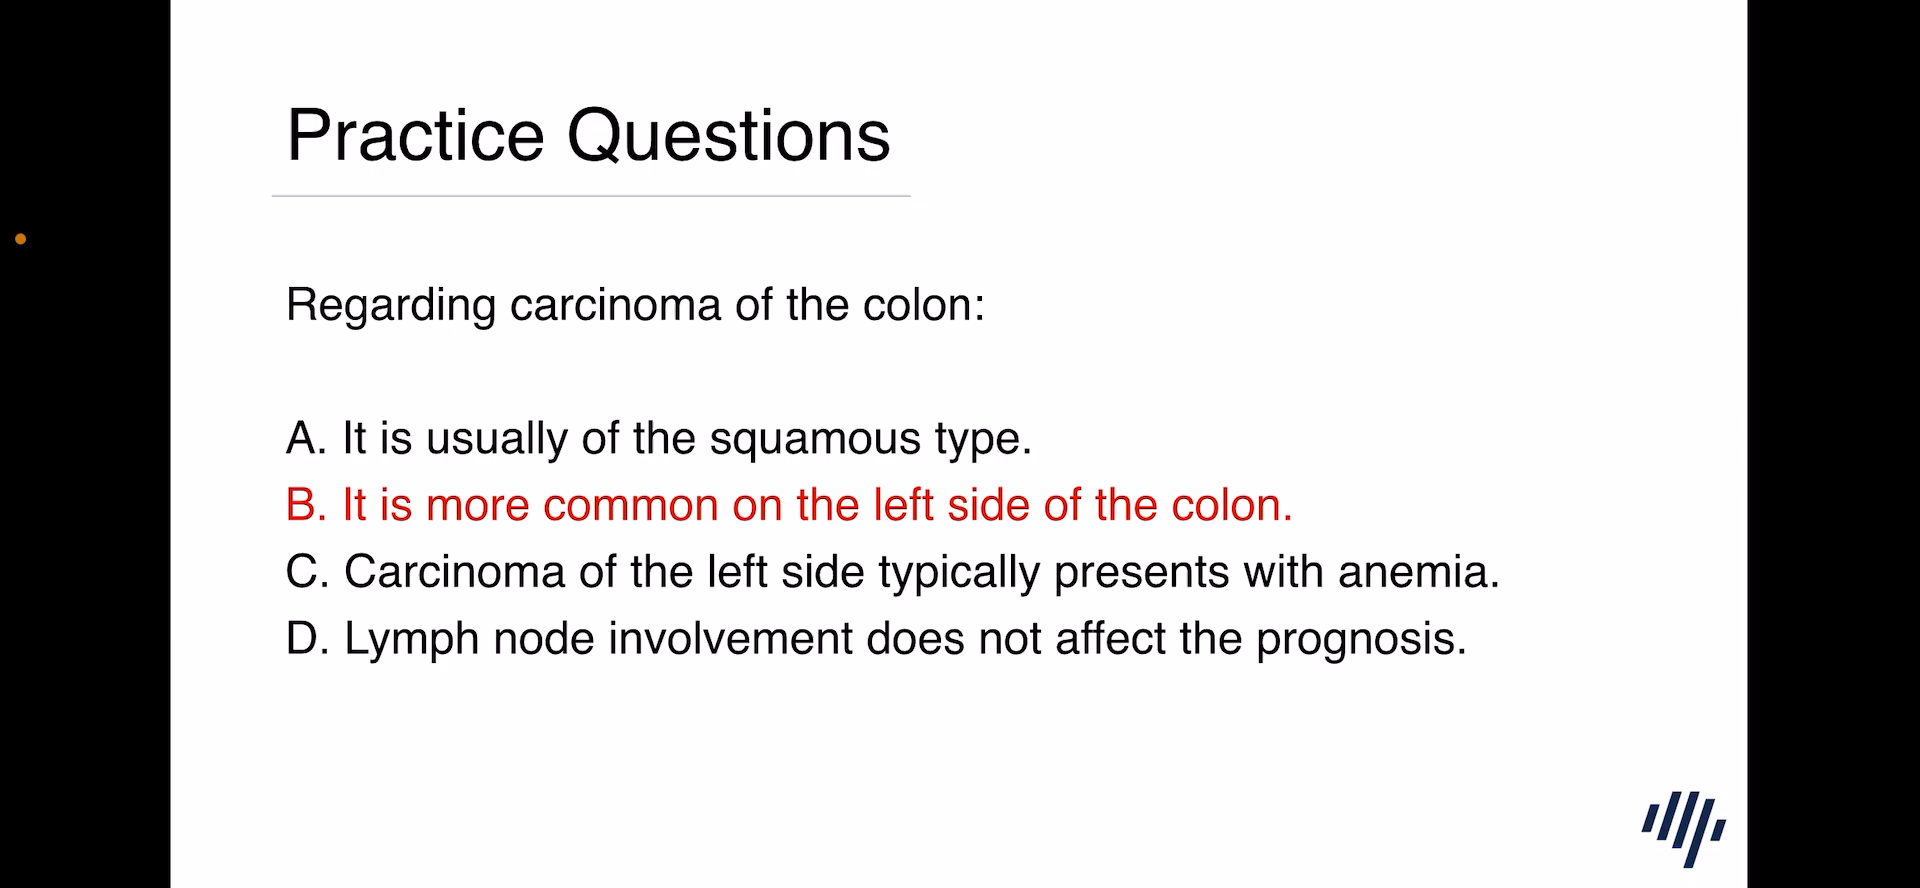 Practice Questions
Regarding carcinoma of the colon:
A. It is usually of the squamous type.
B. It is more common on the left side of the colon.
C. Carcinoma of the left side typically presents with anemia.
D. Lymph node involvement does not affect the prognosis.